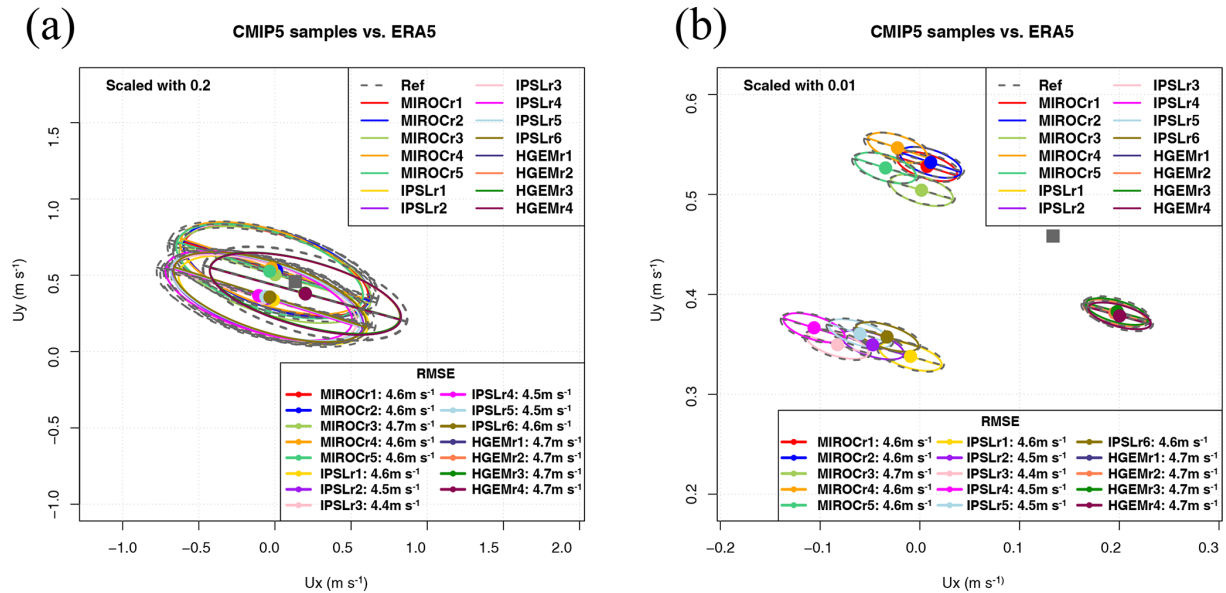 (a)
CMIP5 samples vs. ERA5
Scaled with 0.2
Ref
MIROCr1
MIROCr2
MIROCr3
MIROCr4
MIROCr5
IPSLr1
IPSLr2
IPSLr3
IPSLr4
IPSLr5
IPSLr6
HGEMr1
HGEMr2
HGEMr3
HGEMr4
1.5
1.0
0.5
0.0
−0.5
−1.0
Uy (m s⁻¹)
RMSE
MIROCr1: 4.6m s⁻¹
MIROCr2: 4.6m s⁻¹
MIROCr3: 4.7m s⁻¹
MIROCr4: 4.6m s⁻¹
MIROCr5: 4.6m s⁻¹
IPSLr1: 4.6m s⁻¹
IPSLr2: 4.5m s⁻¹
IPSLr3: 4.4m s⁻¹
IPSLr4: 4.5m s⁻¹
IPSLr5: 4.5m s⁻¹
IPSLr6: 4.6m s⁻¹
HGEMr1: 4.7m s⁻¹
HGEMr2: 4.7m s⁻¹
HGEMr3: 4.7m s⁻¹
HGEMr4: 4.7m s⁻¹
−1.0 −0.5 0.0 0.5 1.0 1.5 2.0
Ux (m s⁻¹)
(b)
CMIP5 samples vs. ERA5
Scaled with 0.01
Ref
MIROCr1
MIROCr2
MIROCr3
MIROCr4
MIROCr5
IPSLr1
IPSLr2
IPSLr3
IPSLr4
IPSLr5
IPSLr6
HGEMr1
HGEMr2
HGEMr3
HGEMr4
0.6
0.5
0.4
0.3
0.2
Uy (m s⁻¹)
RMSE
MIROCr1: 4.6m s⁻¹
MIROCr2: 4.6m s⁻¹
MIROCr3: 4.7m s⁻¹
MIROCr4: 4.6m s⁻¹
MIROCr5: 4.6m s⁻¹
IPSLr1: 4.6m s⁻¹
IPSLr2: 4.5m s⁻¹
IPSLr3: 4.4m s⁻¹
IPSLr4: 4.5m s⁻¹
IPSLr5: 4.5m s⁻¹
IPSLr6: 4.6m s⁻¹
HGEMr1: 4.7m s⁻¹
HGEMr2: 4.7m s⁻¹
HGEMr3: 4.7m s⁻¹
HGEMr4: 4.7m s⁻¹
−0.2 −0.1 0.0 0.1 0.2 0.3
Ux (m s⁻¹)